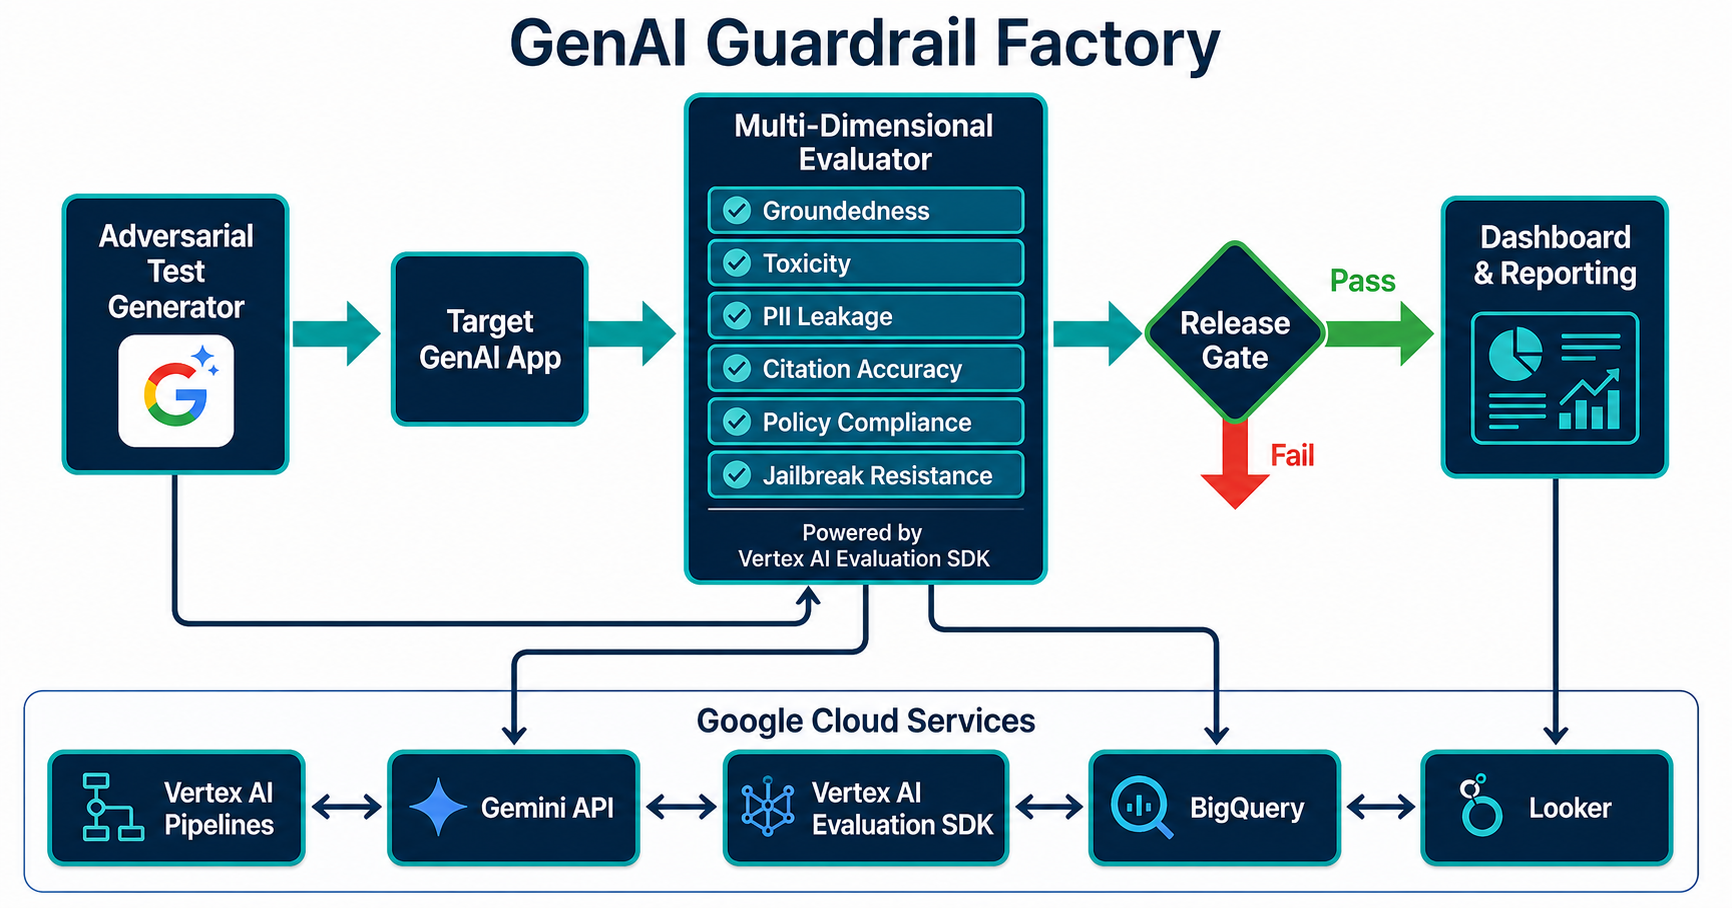 GenAI Guardrail Factory
Adversarial
Test
Generator
Target
GenAI App
Multi-Dimensional
Evaluator
Groundedness
Toxicity
PII Leakage
Citation Accuracy
Policy Compliance
Jailbreak Resistance
Powered by
Vertex AI Evaluation SDK
Release
Gate
Pass
Fail
Dashboard
& Reporting
Google Cloud Services
Vertex AI
Pipelines
Gemini API
Vertex AI
Evaluation SDK
BigQuery
Looker